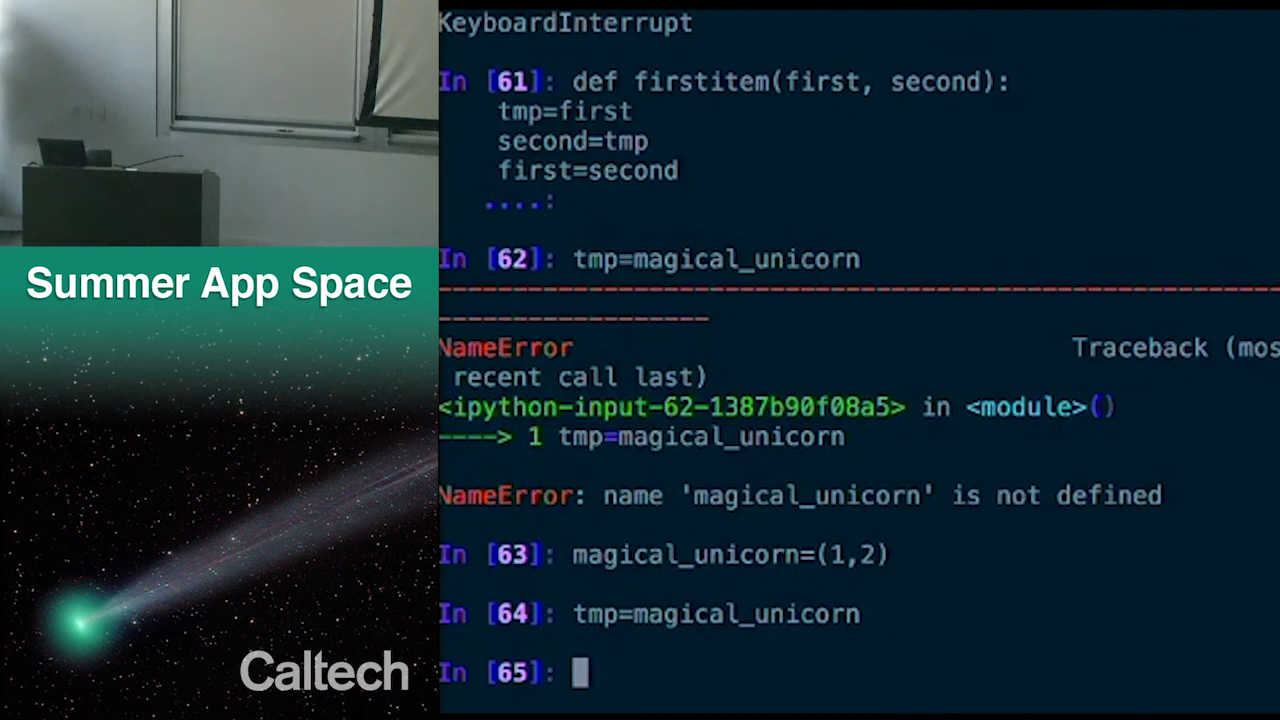 KeyboardInterrupt
In [61]: def firstitem(first, second):
tmp=first
second=tmp
first=second
....:
In [62]: tmp=magical_unicorn
NameError Traceback (mos
recent call last)
<ipython-input-62-1387b90f08a5> in <module>()
----> 1 tmp=magical_unicorn
NameError: name 'magical_unicorn' is not defined
In [63]: magical_unicorn=(1,2)
In [64]: tmp=magical_unicorn
In [65]:
Summer App Space
Caltech